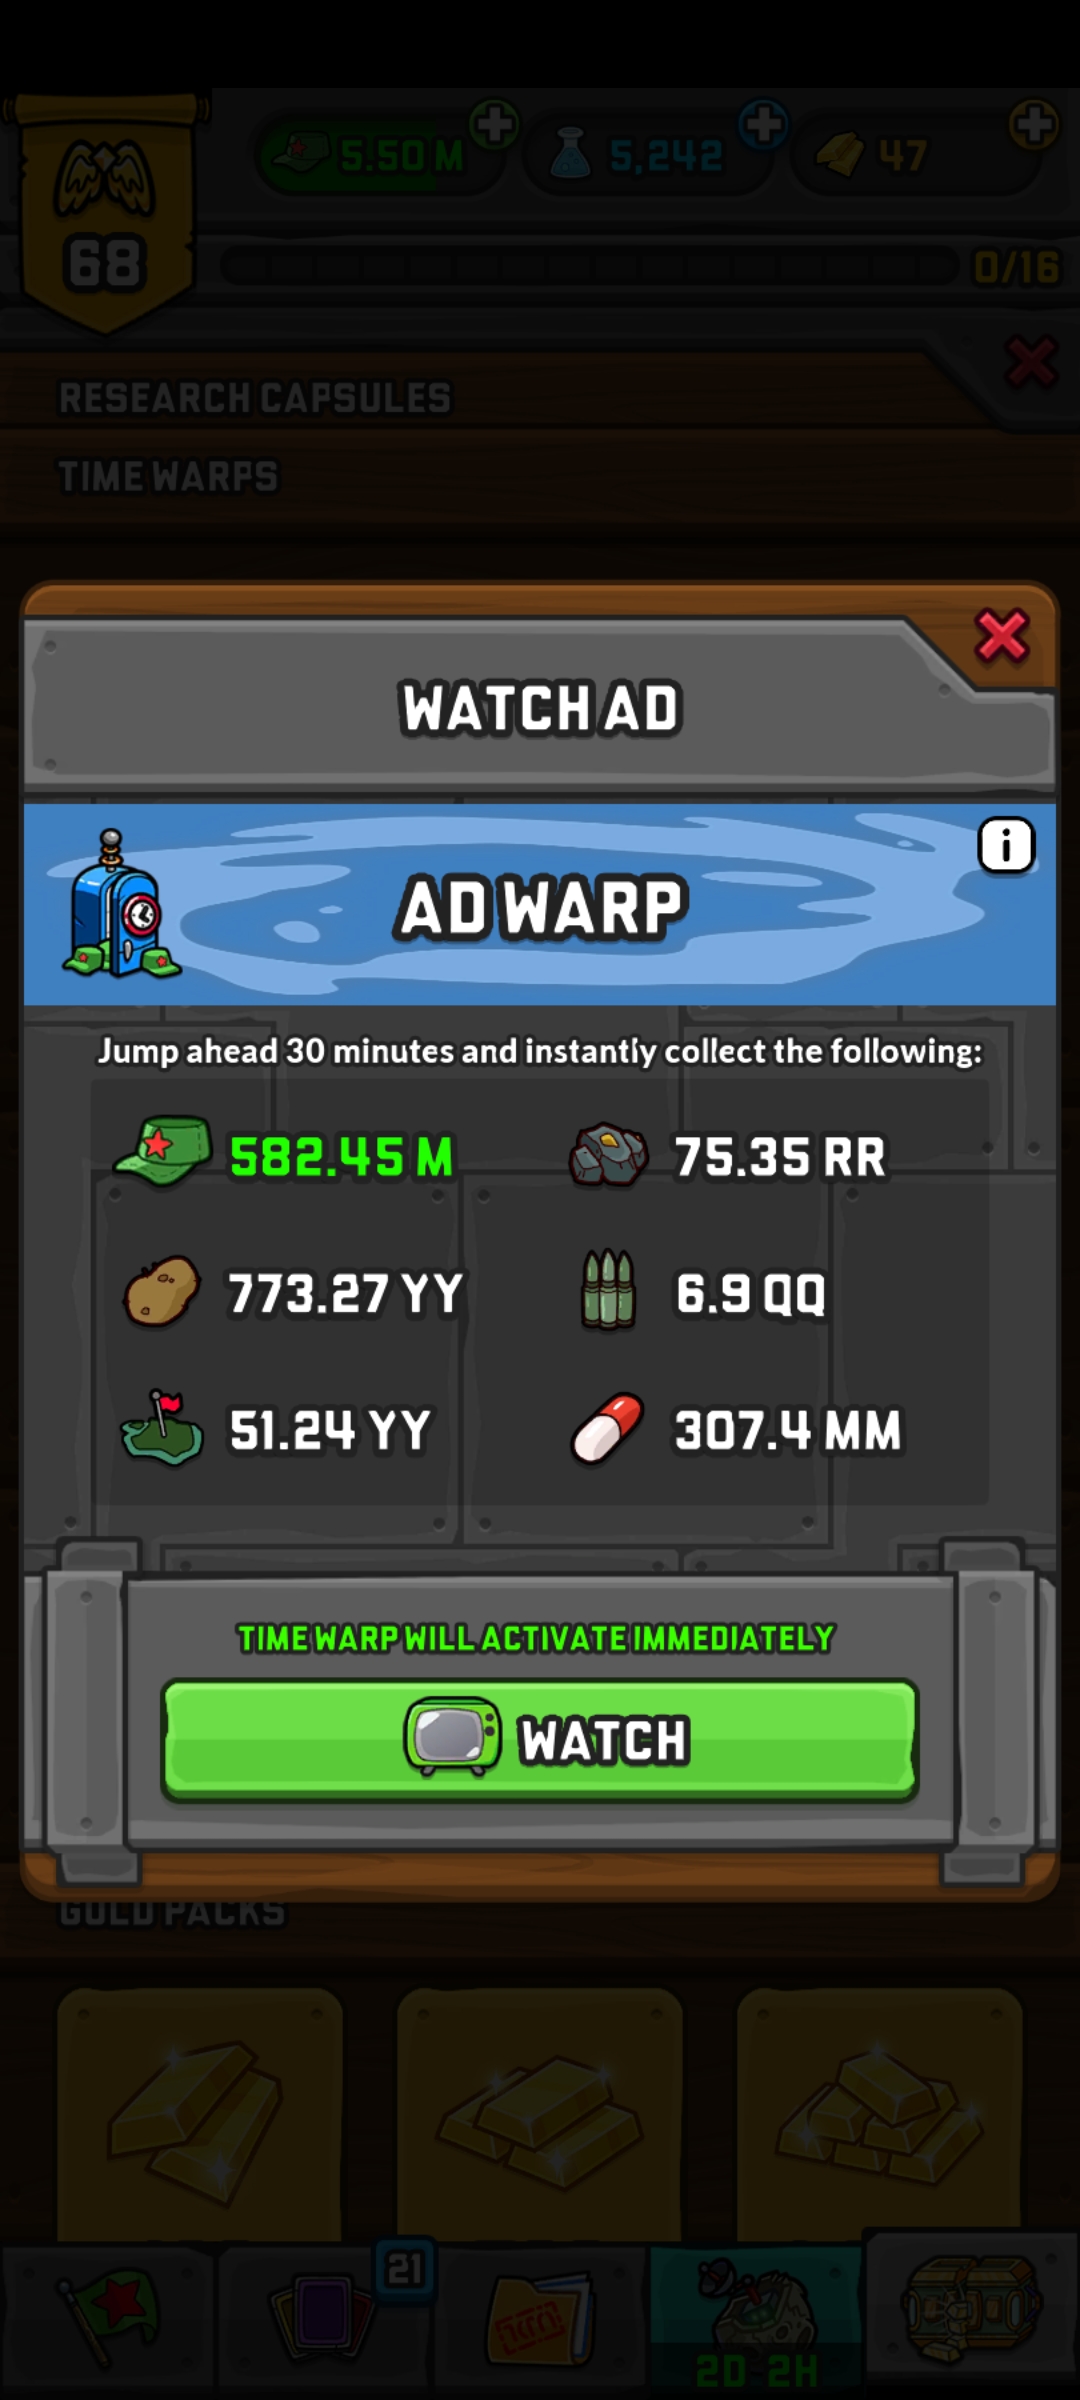 5.50 M
5,242
47
68
0/16
RESEARCH CAPSULES
TIME WARPS
WATCH AD
AD WARP
i
Jump ahead 30 minutes and instantly collect the following:
582.45 M
75.35 RR
773.27 YY
6.9 QQ
51.24 YY
307.4 MM
TIME WARP WILL ACTIVATE IMMEDIATELY
WATCH
GOLD PACKS
21
2D 2H